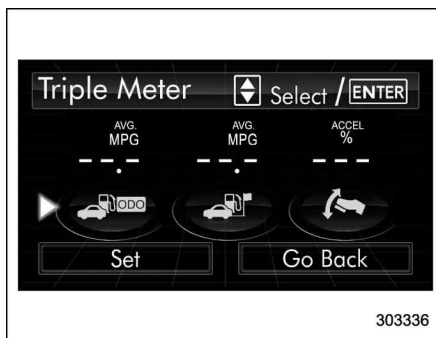 Triple Meter Select / ENTER
AVG. AVG. ACCEL
MPG MPG %
--.- --.- ---
ODO
Set Go Back
303336